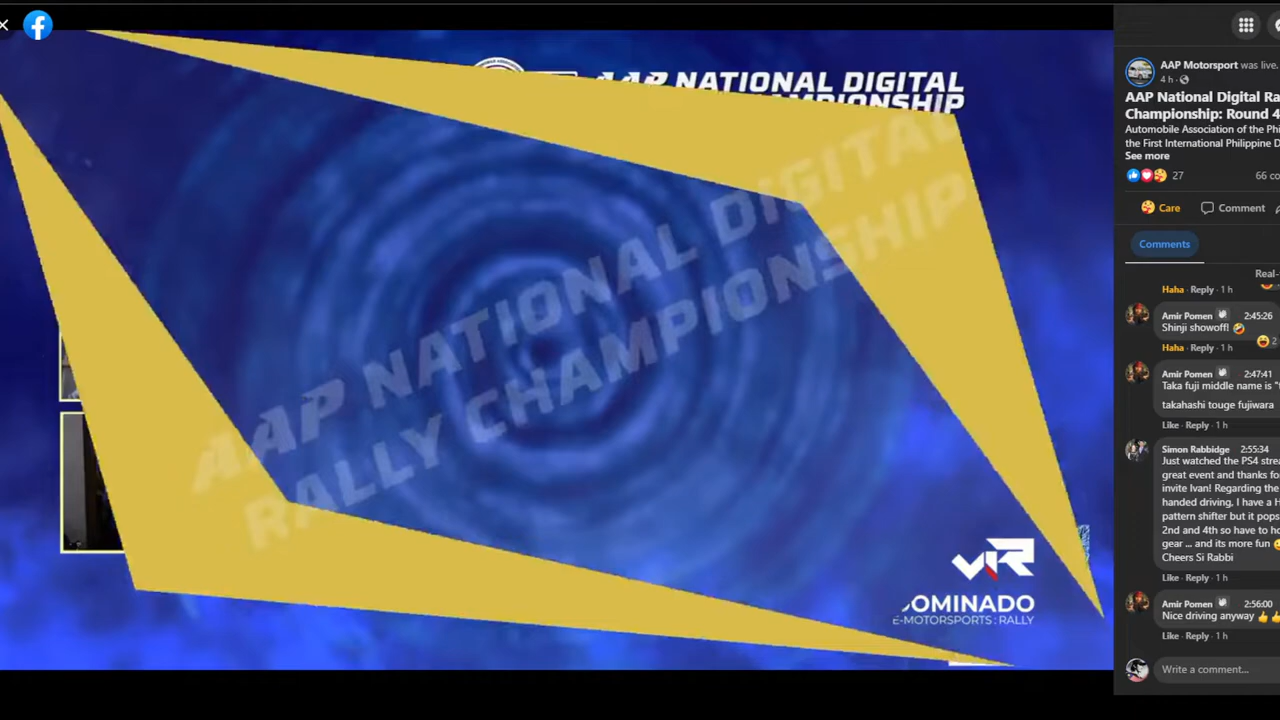 AAP NATIONAL DIGITAL
CHAMPIONSHIP
AAP NATIONAL DIGITAL
RALLY CHAMPIONSHIP
VIR
DOMINADO
E-MOTORSPORTS : RALLY
AAP Motorsport was live.
4 h ·
AAP National Digital Ra
Championship: Round 4
Automobile Association of the Phi
the First International Philippine D
See more
27
66 co
Care
Comment
Comments
Real-
Haha · Reply · 1 h
Amir Pomen 2:45:26
Shinji showoff! 🤣
2
Haha · Reply · 1 h
Amir Pomen 2:47:41
Taka fuji middle name is "t
takahashi touge fujiwara
Like · Reply · 1 h
Simon Rabbidge 2:55:34
Just watched the PS4 strea
great event and thanks fo
invite Ivan! Regarding the
handed driving, I have a H
pattern shifter but it pops
2nd and 4th so have to ho
gear ... and its more fun
Cheers Si Rabbi
Like · Reply · 1 h
Amir Pomen 2:56:00
Nice driving anyway 👍👍
Like · Reply · 1 h
Write a comment...